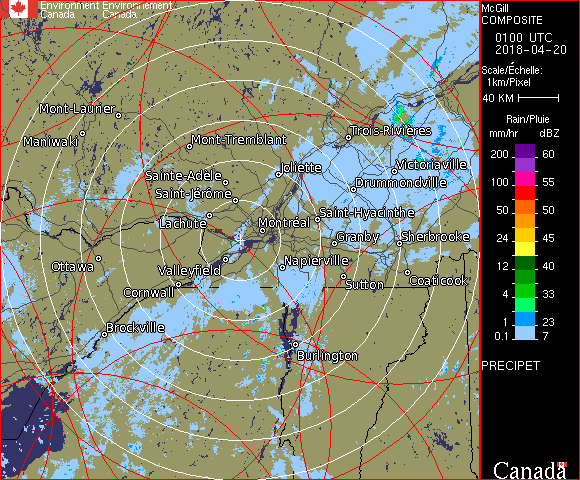 Environment Environnement
Canada Canada
McGill
COMPOSITE
0100 UTC
2018-04-20
Scale/Échelle:
1km/Pixel
40 KM
Rain/Pluie
mm/hr dBZ
200 60
100 55
50 50
24 45
12 40
4 33
1 23
0.1 7
PRECIPET
Canada
Mont-Laurier
Maniwaki
Mont-Tremblant
Trois-Rivières
Sainte-Adèle
Joliette
Victoriaville
Saint-Jérôme
Drummondville
Lachute
Montréal
Saint-Hyacinthe
Granby
Sherbrooke
Ottawa
Valleyfield
Napierville
Cornwall
Sutton
Coaticook
Brockville
Burlington